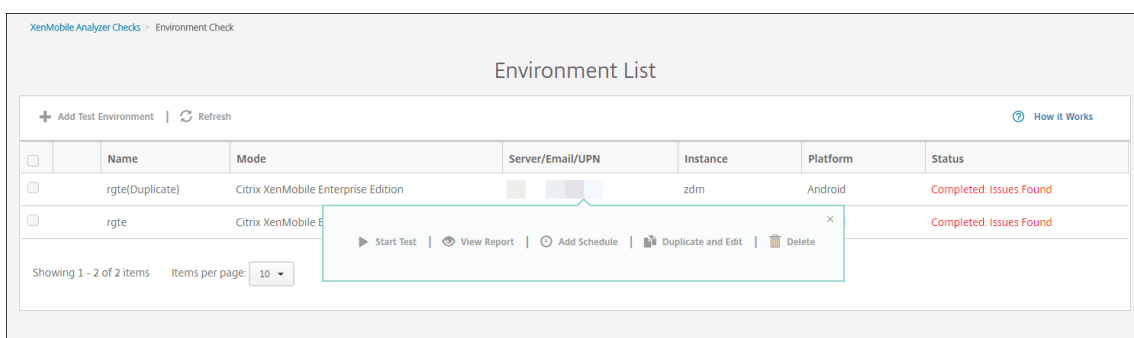 XenMobile Analyzer Checks > Environment Check
Environment List
Add Test Environment | Refresh How it Works
Name Mode Server/Email/UPN Instance Platform Status
rgte(Duplicate) Citrix XenMobile Enterprise Edition zdm Android Completed: Issues Found
rgte Citrix XenMobile Completed: Issues Found
Start Test | View Report | Add Schedule | Duplicate and Edit | Delete
Showing 1 - 2 of 2 items Items per page: 10